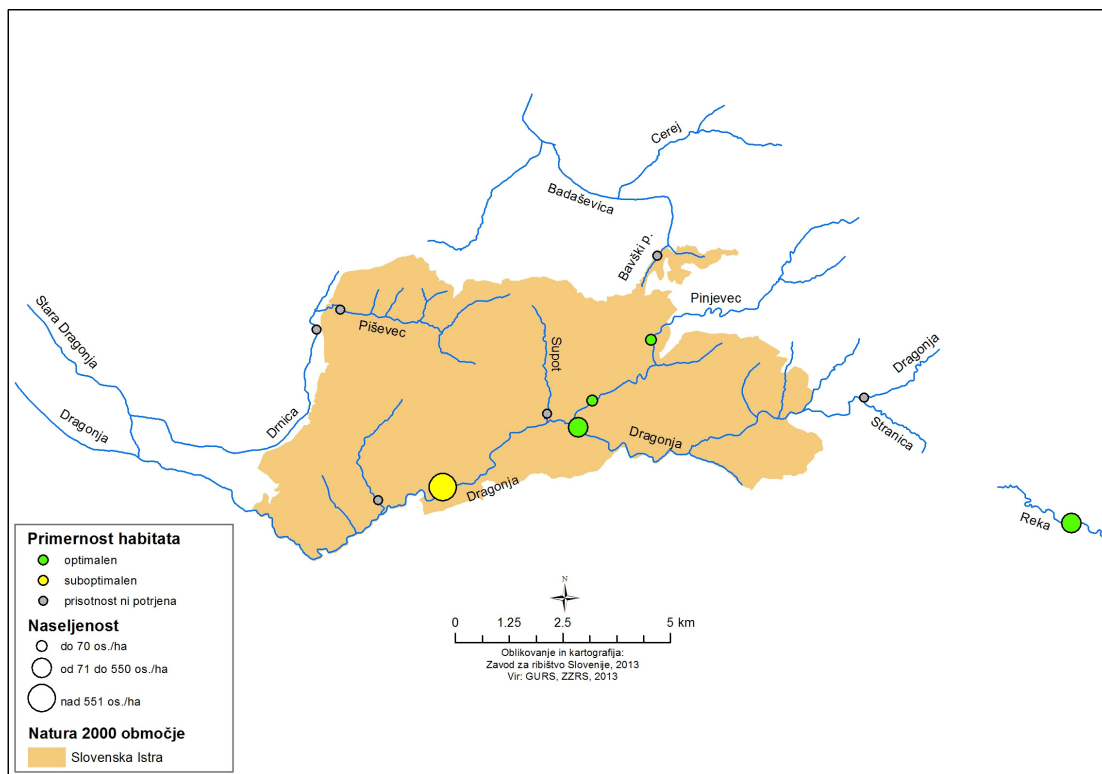 Cerej
Badaševica
Bavški p.
Pinjevec
Stara Dragonja
Piševec
Supot
Dragonja
Drnica
Dragonja
Stranica
Dragonja
Dragonja
Reka
Primernost habitata
optimalen
suboptimalen
prisotnost ni potrjena
Naseljenost
do 70 os./ha
od 71 do 550 os./ha
nad 551 os./ha
Natura 2000 območje
Slovenska Istra
N
0 1.25 2.5 5 km
Oblikovanje in kartografija:
Zavod za ribištvo Slovenije, 2013
Vir: GURS, ZZRS, 2013